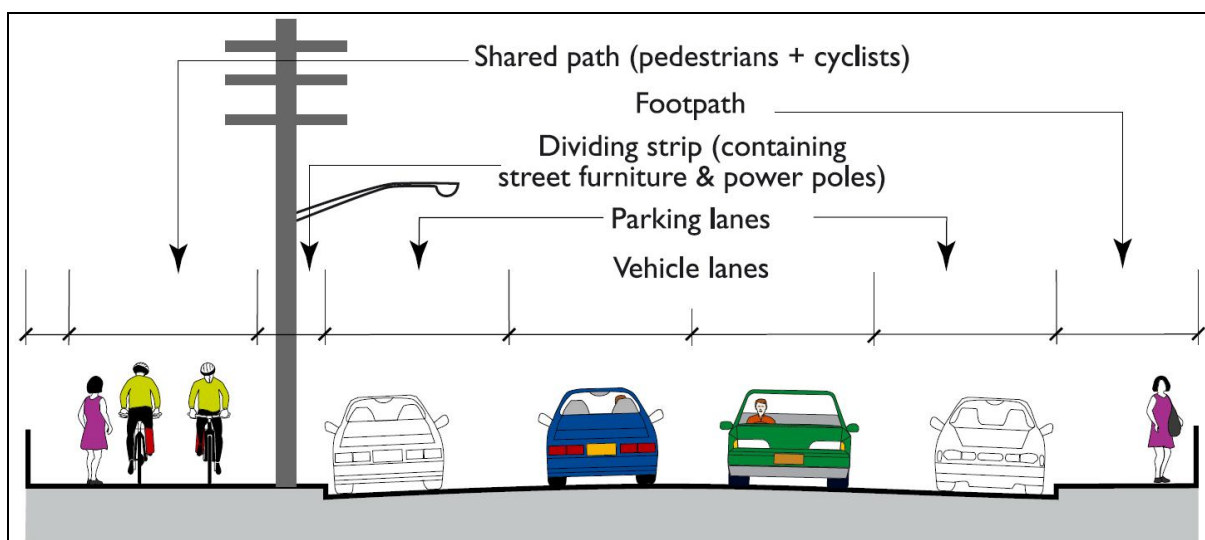 Shared path (pedestrians + cyclists)
Footpath
Dividing strip (containing
street furniture & power poles)
Parking lanes
Vehicle lanes